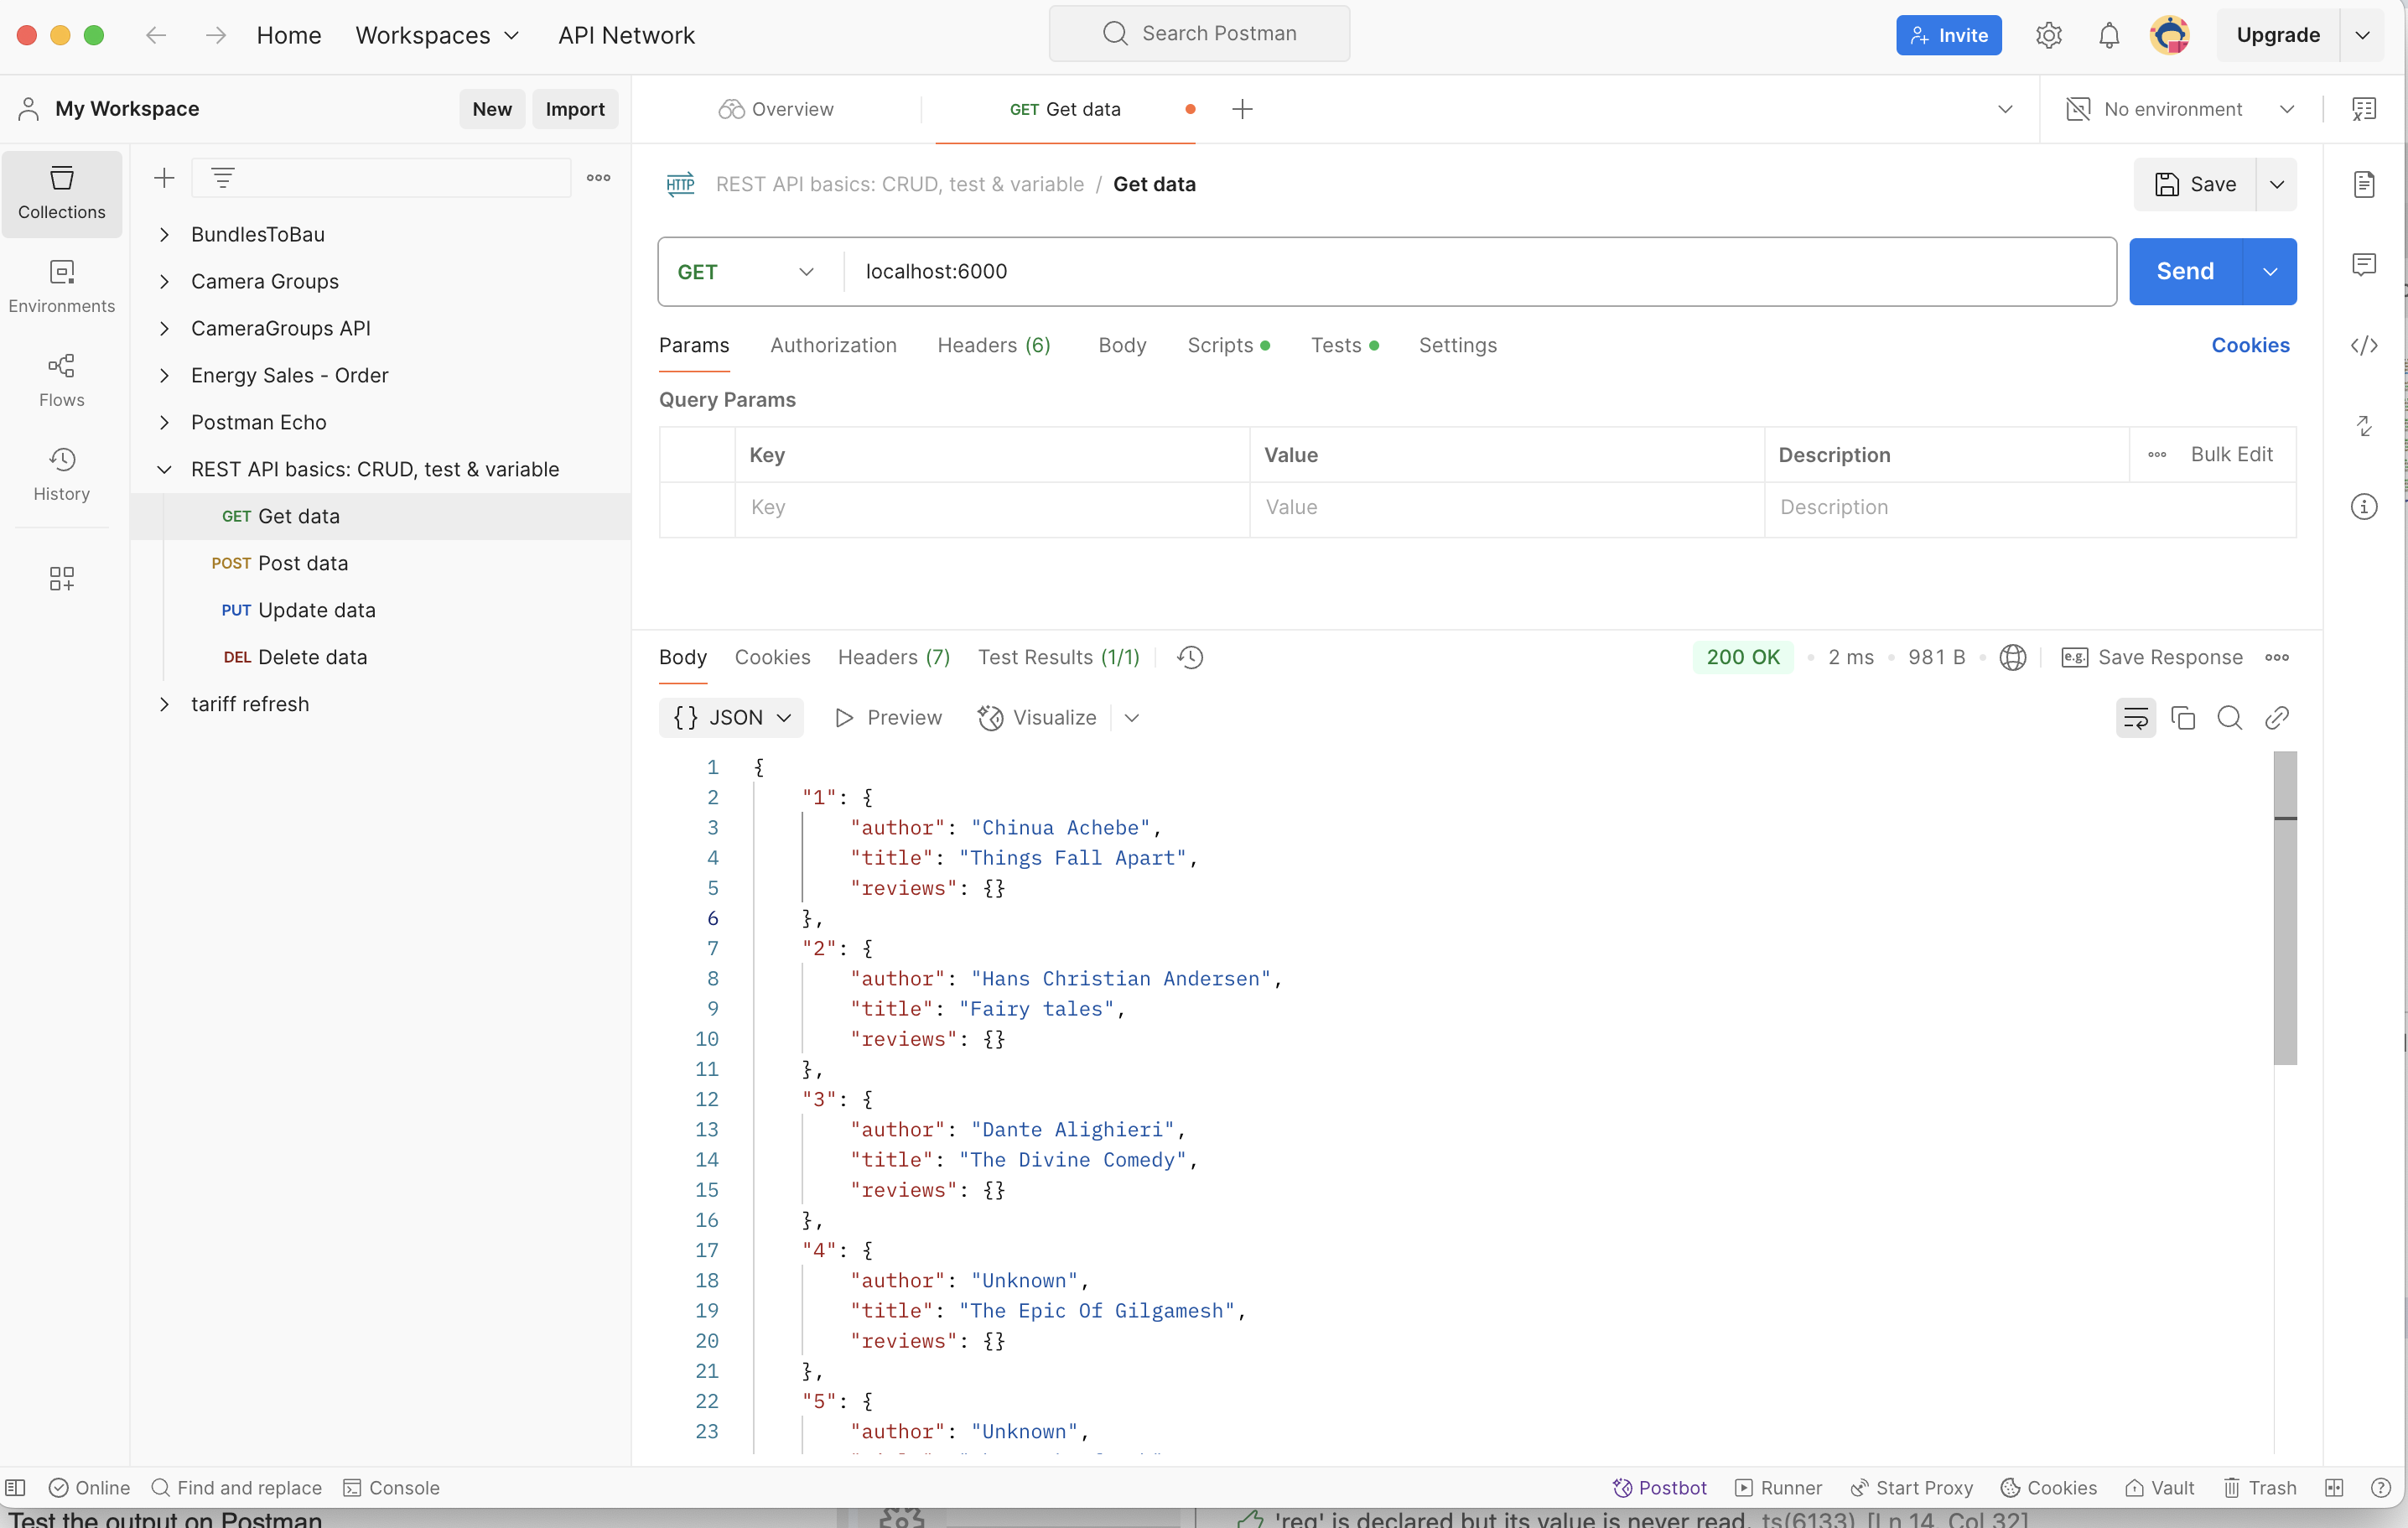 Home Workspaces API Network Search Postman Invite Upgrade
My Workspace New Import Overview GET Get data No environment
Collections
Environments
Flows
History
BundlesToBau
Camera Groups
CameraGroups API
Energy Sales - Order
Postman Echo
REST API basics: CRUD, test & variable
GET Get data
POST Post data
PUT Update data
DEL Delete data
tariff refresh
HTTP REST API basics: CRUD, test & variable / Get data Save
GET localhost:6000 Send
Params Authorization Headers (6) Body Scripts Tests Settings Cookies
Query Params
Key Value Description Bulk Edit
Key Value Description
Body Cookies Headers (7) Test Results (1/1) 200 OK 2 ms 981 B e.g. Save Response
{} JSON Preview Visualize
1 {
2 "1": {
3 "author": "Chinua Achebe",
4 "title": "Things Fall Apart",
5 "reviews": {}
6 },
7 "2": {
8 "author": "Hans Christian Andersen",
9 "title": "Fairy tales",
10 "reviews": {}
11 },
12 "3": {
13 "author": "Dante Alighieri",
14 "title": "The Divine Comedy",
15 "reviews": {}
16 },
17 "4": {
18 "author": "Unknown",
19 "title": "The Epic Of Gilgamesh",
20 "reviews": {}
21 },
22 "5": {
23 "author": "Unknown",
Online Find and replace Console Postbot Runner Start Proxy Cookies Vault Trash
Test the output on Postman
'req' is declared but its value is never read. ts(6133) [Ln 14, Col 32]